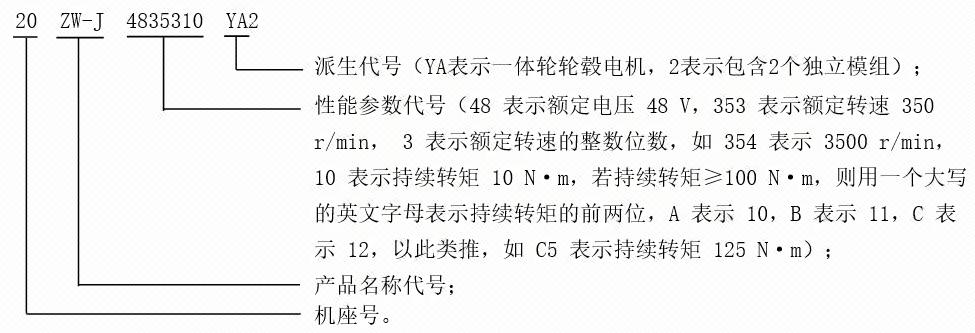 20 ZW-J 4835310 YA2
派生代号（YA表示一体轮轮毂电机，2表示包含2个独立模组）；
性能参数代号（48 表示额定电压 48 V，353 表示额定转速 350
r/min， 3 表示额定转速的整数位数，如 354 表示 3500 r/min，
10 表示持续转矩 10 N·m，若持续转矩≥100 N·m，则用一个大写
的英文字母表示持续转矩的前两位，A 表示 10，B 表示 11，C 表
示 12，以此类推，如 C5 表示持续转矩 125 N·m）；
产品名称代号；
机座号。